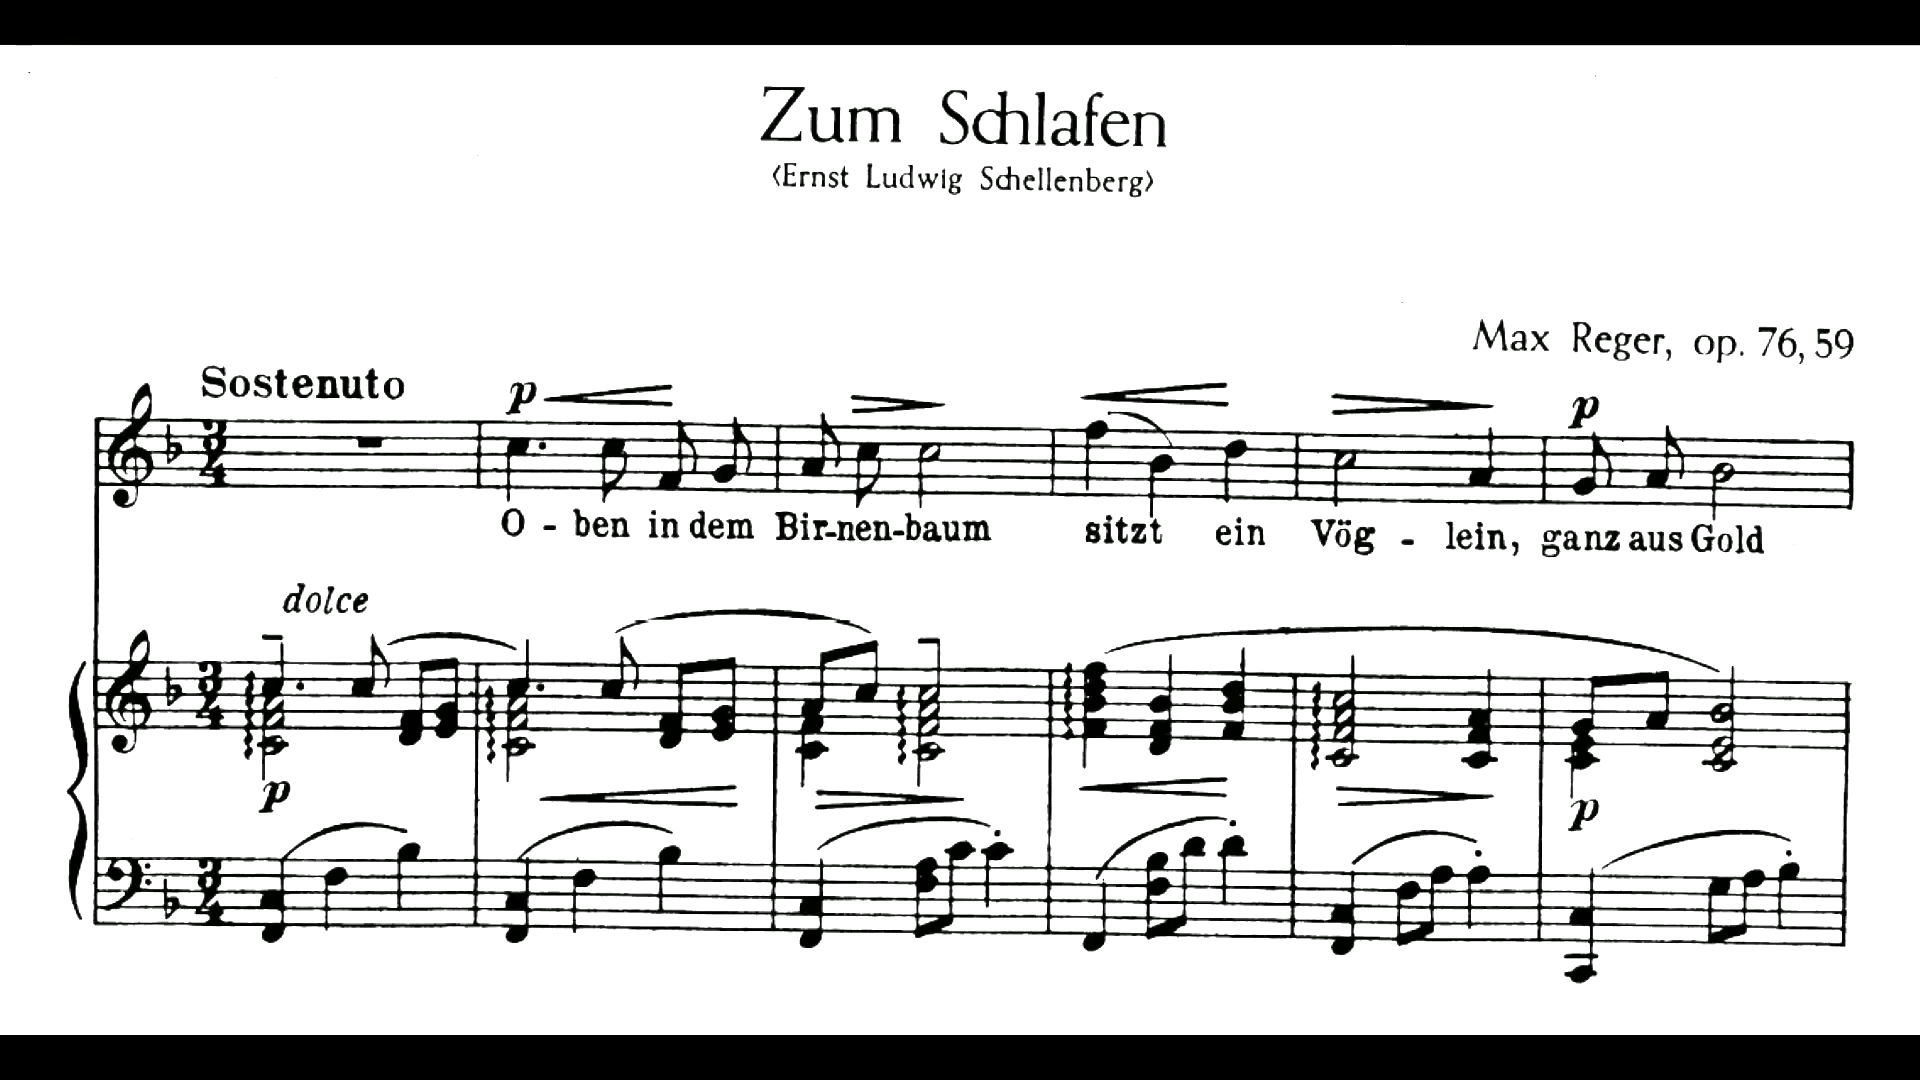 Zum Schlafen
<Ernst Ludwig Schellenberg>
Max Reger, op. 76, 59
Sostenuto
p
p
O - ben in dem Bir-nen-baum sitzt ein Vög - lein, ganz aus Gold
dolce
p
p